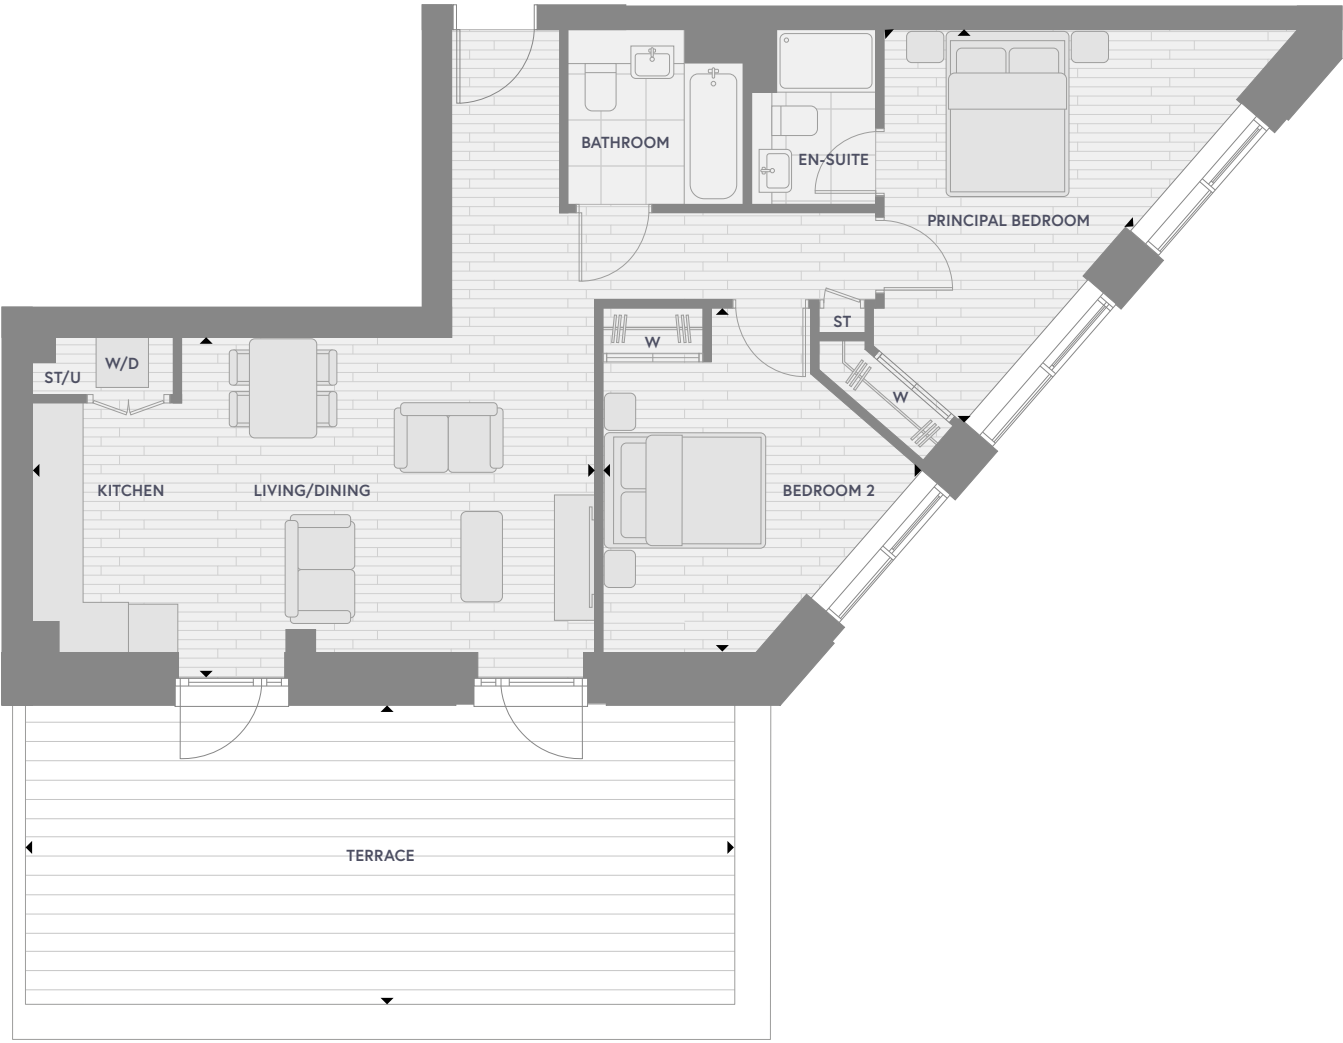 BATHROOM
EN-SUITE
PRINCIPAL BEDROOM
ST
W
W/D
ST/U
W
KITCHEN
LIVING/DINING
BEDROOM 2
TERRACE